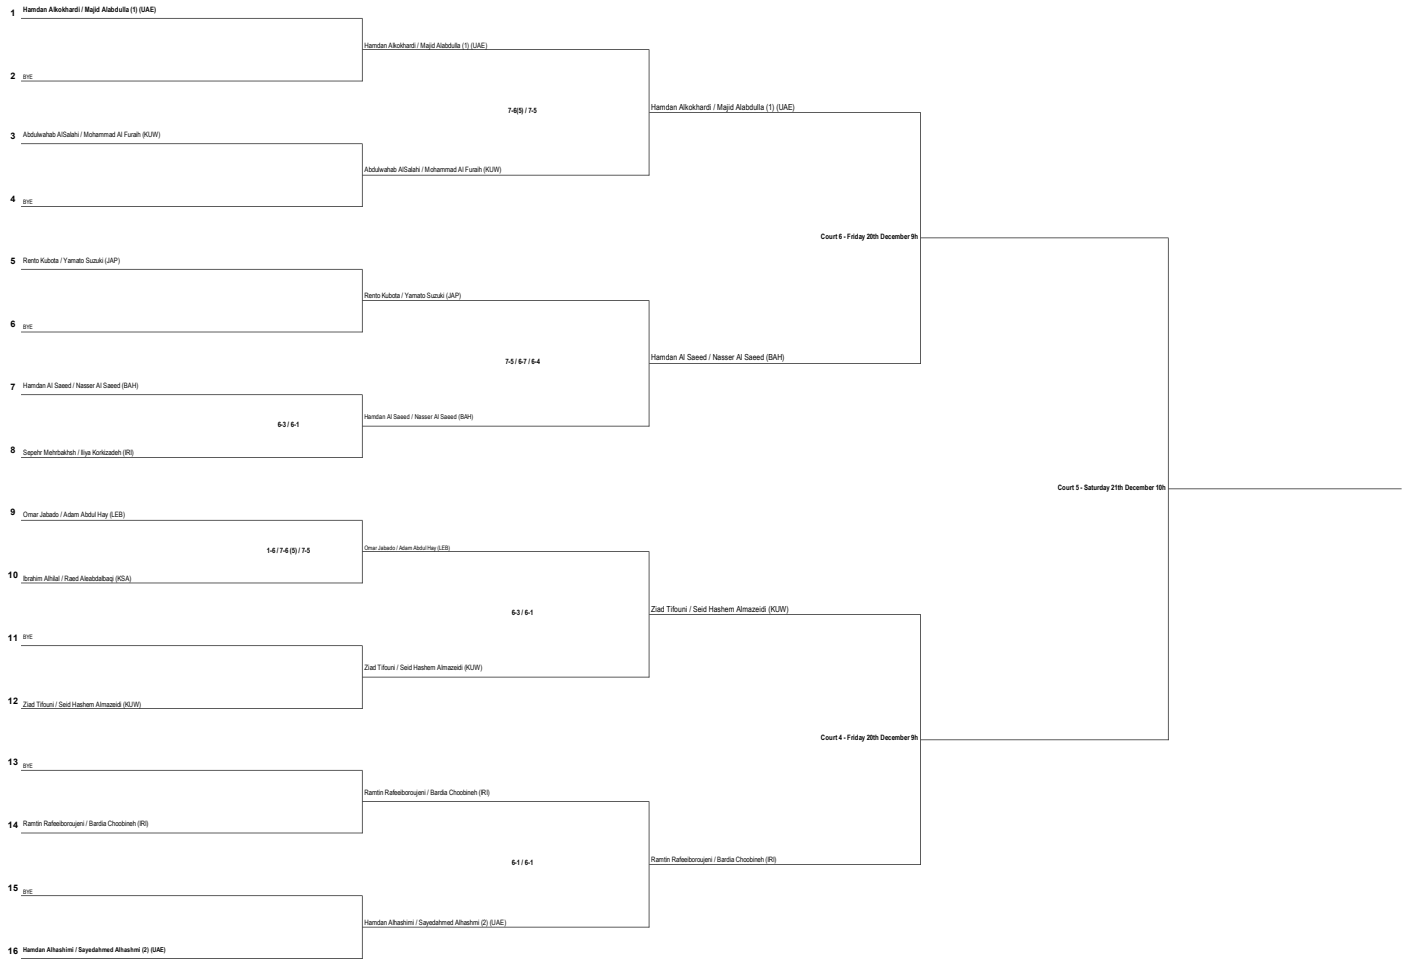 1 Hamdan Alkokhardi / Majid Alabdulla (1) (UAE)
Hamdan Alkokhardi / Majid Alabdulla (1) (UAE)
2 BYE
7-6(5) / 7-5
Hamdan Alkokhardi / Majid Alabdulla (1) (UAE)
3 Abdulwahab AlSalahi / Mohammad Al Furaih (KUW)
Abdulwahab AlSalahi / Mohammad Al Furaih (KUW)
4 BYE
Court 6 - Friday 20th December 9h
5 Rento Kubota / Yamato Suzuki (JAP)
Rento Kubota / Yamato Suzuki (JAP)
6 BYE
7-5 / 6-7 / 6-4
Hamdan Al Saeed / Nasser Al Saeed (BAH)
7 Hamdan Al Saeed / Nasser Al Saeed (BAH)
6-3 / 6-1
Hamdan Al Saeed / Nasser Al Saeed (BAH)
8 Sepehr Mehrbakhsh / Iliya Korkizadeh (IRI)
Court 5 - Saturday 21th December 10h
9 Omar Jabado / Adam Abdul Hay (LEB)
1-6 / 7-6 (5) / 7-5
Omar Jabado / Adam Abdul Hay (LEB)
10 Ibrahim Alhilal / Raed Aleabdalbaqi (KSA)
6-3 / 6-1
Ziad Tifouni / Seid Hashem Almazeidi (KUW)
11 BYE
Ziad Tifouni / Seid Hashem Almazeidi (KUW)
12 Ziad Tifouni / Seid Hashem Almazeidi (KUW)
Court 4 - Friday 20th December 9h
13 BYE
Ramtin Rafeeiboroujeni / Bardia Choobineh (IRI)
14 Ramtin Rafeeiboroujeni / Bardia Choobineh (IRI)
6-1 / 6-1
Ramtin Rafeeiboroujeni / Bardia Choobineh (IRI)
15 BYE
Hamdan Alhashimi / Sayedahmed Alhashmi (2) (UAE)
16 Hamdan Alhashimi / Sayedahmed Alhashmi (2) (UAE)